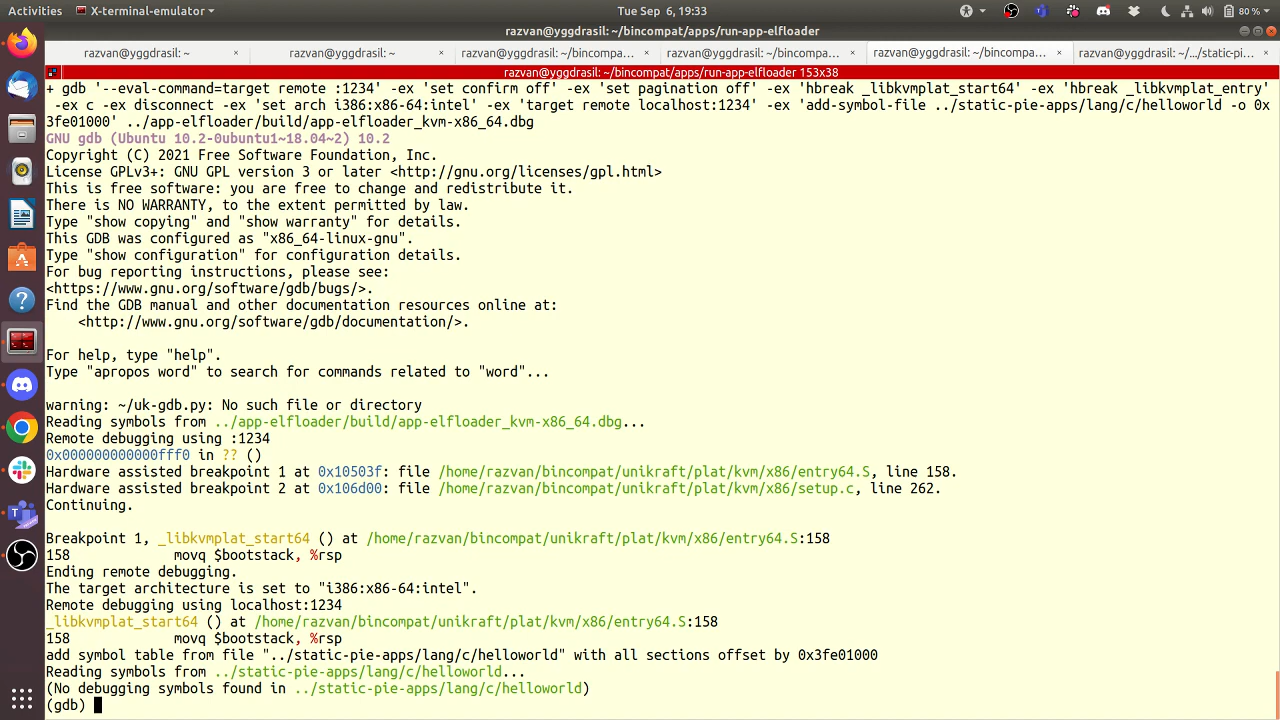 Activities
X-terminal-emulator
Tue Sep  6, 19:33
80 %
razvan@yggdrasil: ~/bincompat/apps/run-app-elfloader
razvan@yggdrasil: ~
razvan@yggdrasil: ~
razvan@yggdrasil: ~/bincompa...
razvan@yggdrasil: ~/bincompa...
razvan@yggdrasil: ~/bincompa...
razvan@yggdrasil: ~/.../static-pi...
razvan@yggdrasil: ~/bincompat/apps/run-app-elfloader 153x38
+ gdb '--eval-command=target remote :1234' -ex 'set confirm off' -ex 'set pagination off' -ex 'hbreak _libkvmplat_start64' -ex 'hbreak _libkvmplat_entry'
 -ex c -ex disconnect -ex 'set arch i386:x86-64:intel' -ex 'target remote localhost:1234' -ex 'add-symbol-file ../static-pie-apps/lang/c/helloworld -o 0x
3fe01000' ../app-elfloader/build/app-elfloader_kvm-x86_64.dbg
GNU gdb (Ubuntu 10.2-0ubuntu1~18.04~2) 10.2
Copyright (C) 2021 Free Software Foundation, Inc.
License GPLv3+: GNU GPL version 3 or later <http://gnu.org/licenses/gpl.html>
This is free software: you are free to change and redistribute it.
There is NO WARRANTY, to the extent permitted by law.
Type "show copying" and "show warranty" for details.
This GDB was configured as "x86_64-linux-gnu".
Type "show configuration" for configuration details.
For bug reporting instructions, please see:
<https://www.gnu.org/software/gdb/bugs/>.
Find the GDB manual and other documentation resources online at:
    <http://www.gnu.org/software/gdb/documentation/>.
For help, type "help".
Type "apropos word" to search for commands related to "word"...
warning: ~/uk-gdb.py: No such file or directory
Reading symbols from ../app-elfloader/build/app-elfloader_kvm-x86_64.dbg...
Remote debugging using :1234
0x000000000000fff0 in ?? ()
Hardware assisted breakpoint 1 at 0x10503f: file /home/razvan/bincompat/unikraft/plat/kvm/x86/entry64.S, line 158.
Hardware assisted breakpoint 2 at 0x106d00: file /home/razvan/bincompat/unikraft/plat/kvm/x86/setup.c, line 262.
Continuing.
Breakpoint 1, _libkvmplat_start64 () at /home/razvan/bincompat/unikraft/plat/kvm/x86/entry64.S:158
158             movq $bootstack, %rsp
Ending remote debugging.
The target architecture is set to "i386:x86-64:intel".
Remote debugging using localhost:1234
_libkvmplat_start64 () at /home/razvan/bincompat/unikraft/plat/kvm/x86/entry64.S:158
158             movq $bootstack, %rsp
add symbol table from file "../static-pie-apps/lang/c/helloworld" with all sections offset by 0x3fe01000
Reading symbols from ../static-pie-apps/lang/c/helloworld...
(No debugging symbols found in ../static-pie-apps/lang/c/helloworld)
(gdb)